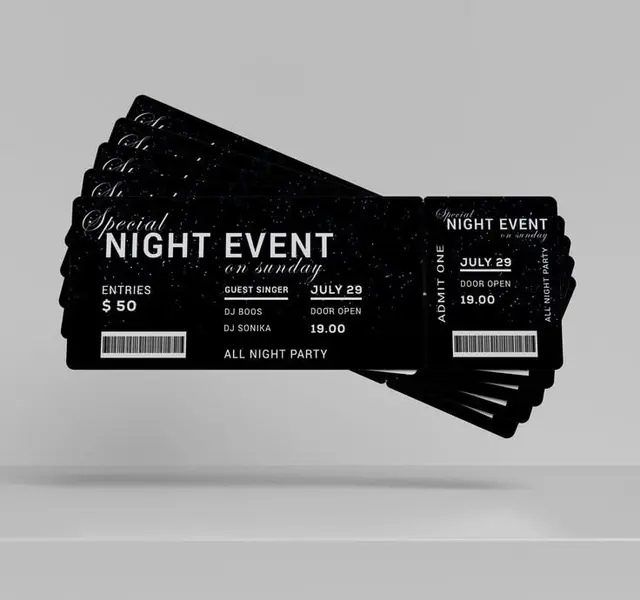 Special
NIGHT EVENT
on sunday
ENTRIES
$ 50
GUEST SINGER
DJ BOOS
DJ SONIKA
JULY 29
DOOR OPEN
19.00
ALL NIGHT PARTY
ADMIT ONE
Special
NIGHT EVENT
on sunday
JULY 29
DOOR OPEN
19.00
ALL NIGHT PARTY